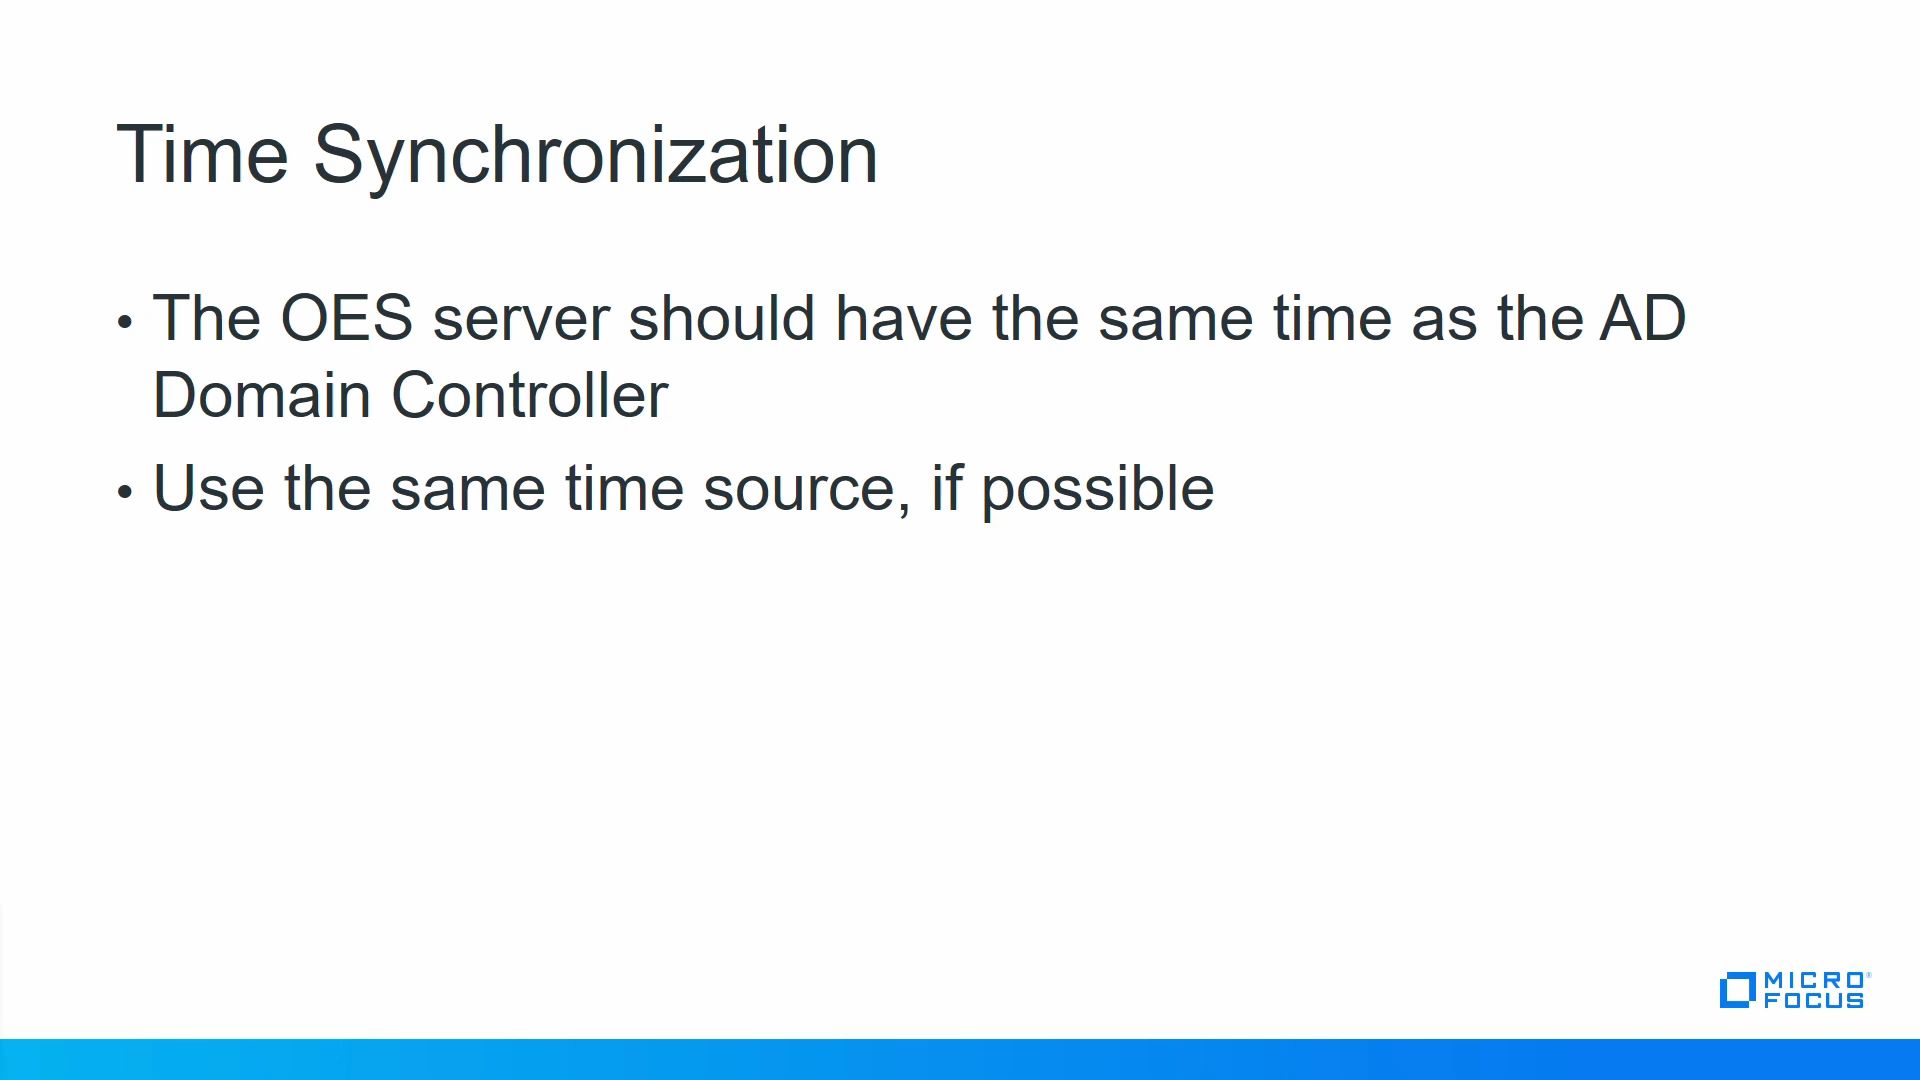 Time Synchronization
• The OES server should have the same time as the AD
Domain Controller
• Use the same time source, if possible
MICRO®
FOCUS